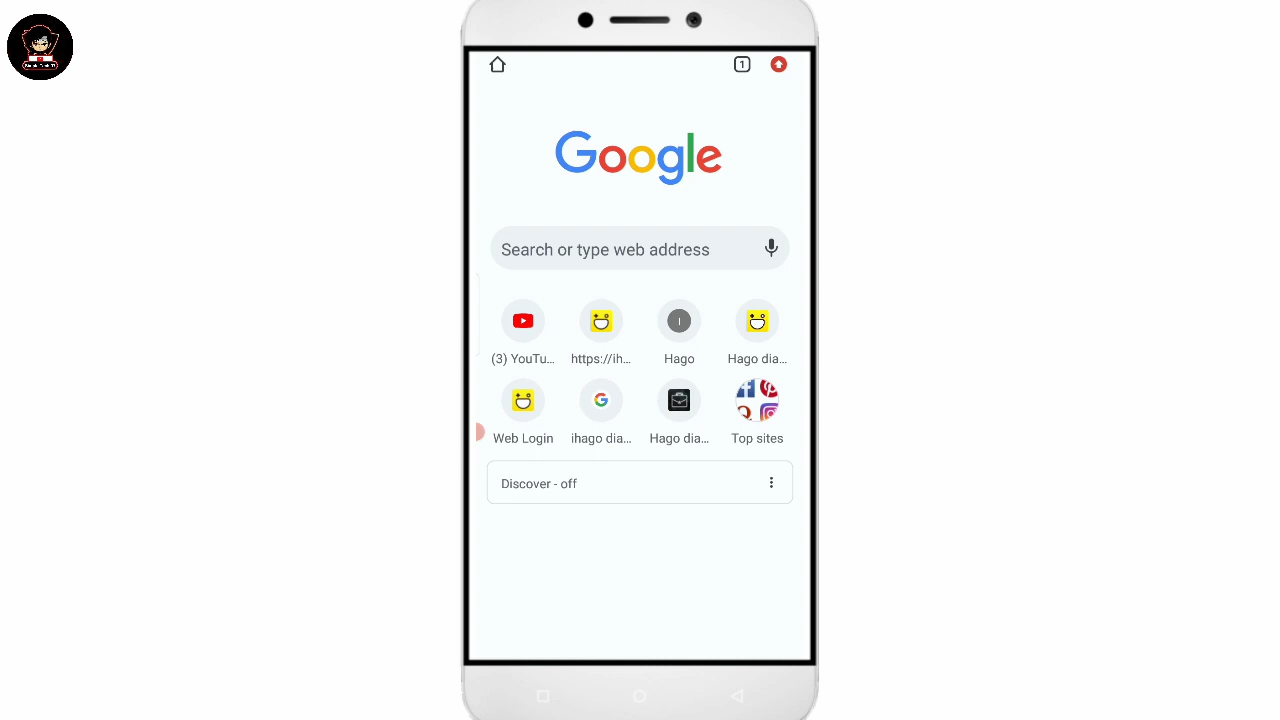 1
Google
Search or type web address
(3) YouTu...
https://ih...
Hago
Hago dia...
Web Login
ihago dia...
Hago dia...
Top sites
Discover - off